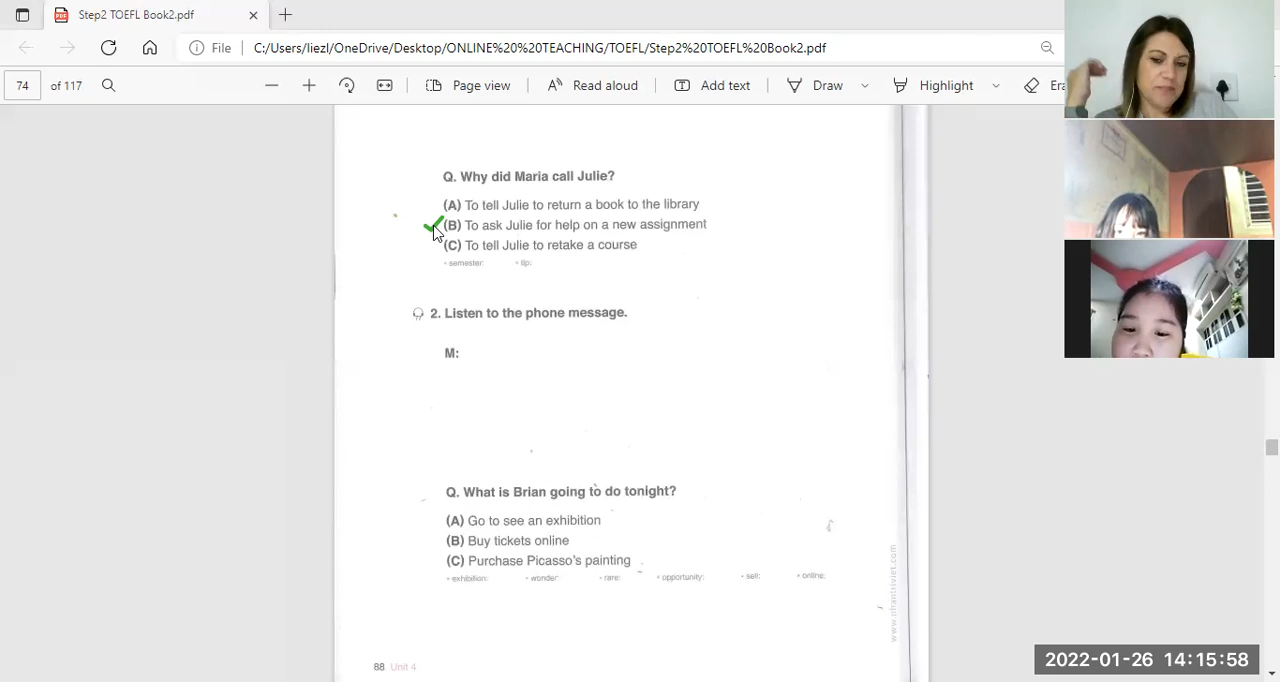 Step2 TOEFL Book2.pdf
File C:/Users/liezl/OneDrive/Desktop/ONLINE%20%20TEACHING/TOEFL/Step2%20TOEFL%20Book2.pdf
74 of 117 Page view Read aloud Add text Draw Highlight Era
Q. Why did Maria call Julie?
(A) To tell Julie to return a book to the library
(B) To ask Julie for help on a new assignment
(C) To tell Julie to retake a course
• semester: • tip:
2. Listen to the phone message.
M:
Q. What is Brian going to do tonight?
(A) Go to see an exhibition
(B) Buy tickets online
(C) Purchase Picasso's painting
• exhibition: • wonder: • rare: • opportunity: • sell: • online:
www.nhantriviet.com
88 Unit 4
2022-01-26 14:15:58